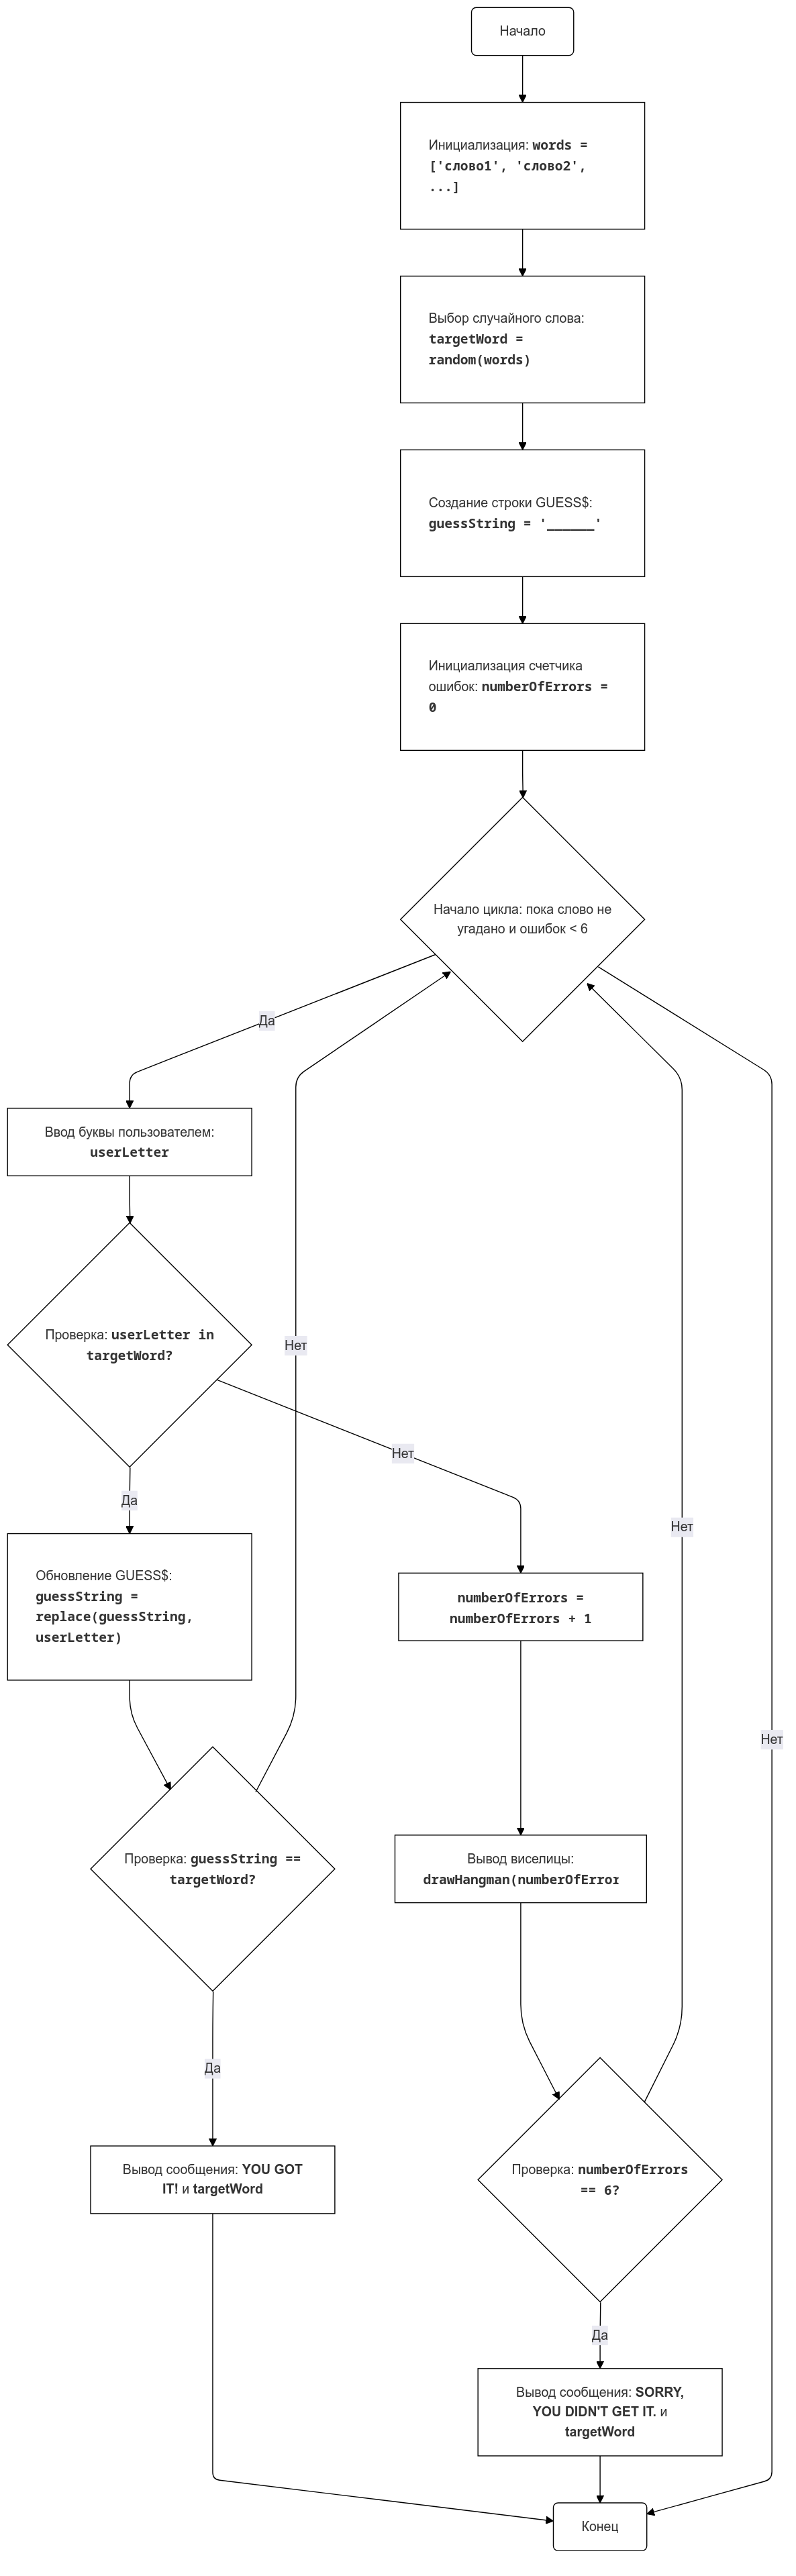 Начало
Инициализация: words =
['слово1', 'слово2',
...]
Выбор случайного слова:
targetWord =
random(words)
Создание строки GUESS$:
guessString = '______'
Инициализация счетчика
ошибок: numberOfErrors =
0
Начало цикла: пока слово не
угадано и ошибок < 6
Да
Ввод буквы пользователем:
userLetter
Проверка: userLetter in
targetWord?
Нет
Нет
Да
Нет
Обновление GUESS$:
guessString =
replace(guessString,
userLetter)
numberOfErrors =
numberOfErrors + 1
Нет
Проверка: guessString ==
targetWord?
Вывод виселицы:
drawHangman(numberOfError
Да
Вывод сообщения: YOU GOT
IT! и targetWord
Проверка: numberOfErrors
== 6?
Да
Вывод сообщения: SORRY,
YOU DIDN'T GET IT. и
targetWord
Конец